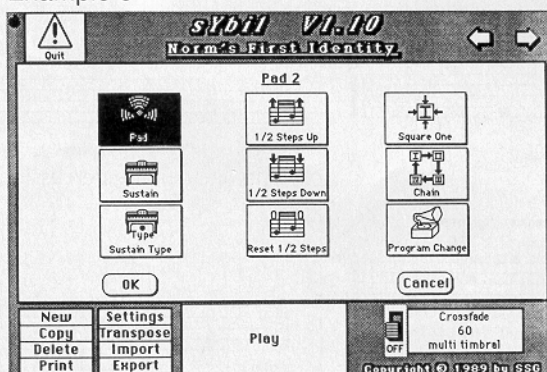 sYbil V1.10
Quit
Norm's First Identity
Pad 2
Pad
1/2 Steps Up
Square One
Sustain
1/2 Steps Down
Chain
Type
Sustain Type
Reset 1/2 Steps
Program Change
OK
Cancel
New
Settings
Copy
Transpose
Delete
Import
Print
Export
Play
OFF
Crossfade
60
multi timbral
Copyright © 1989 by SSG